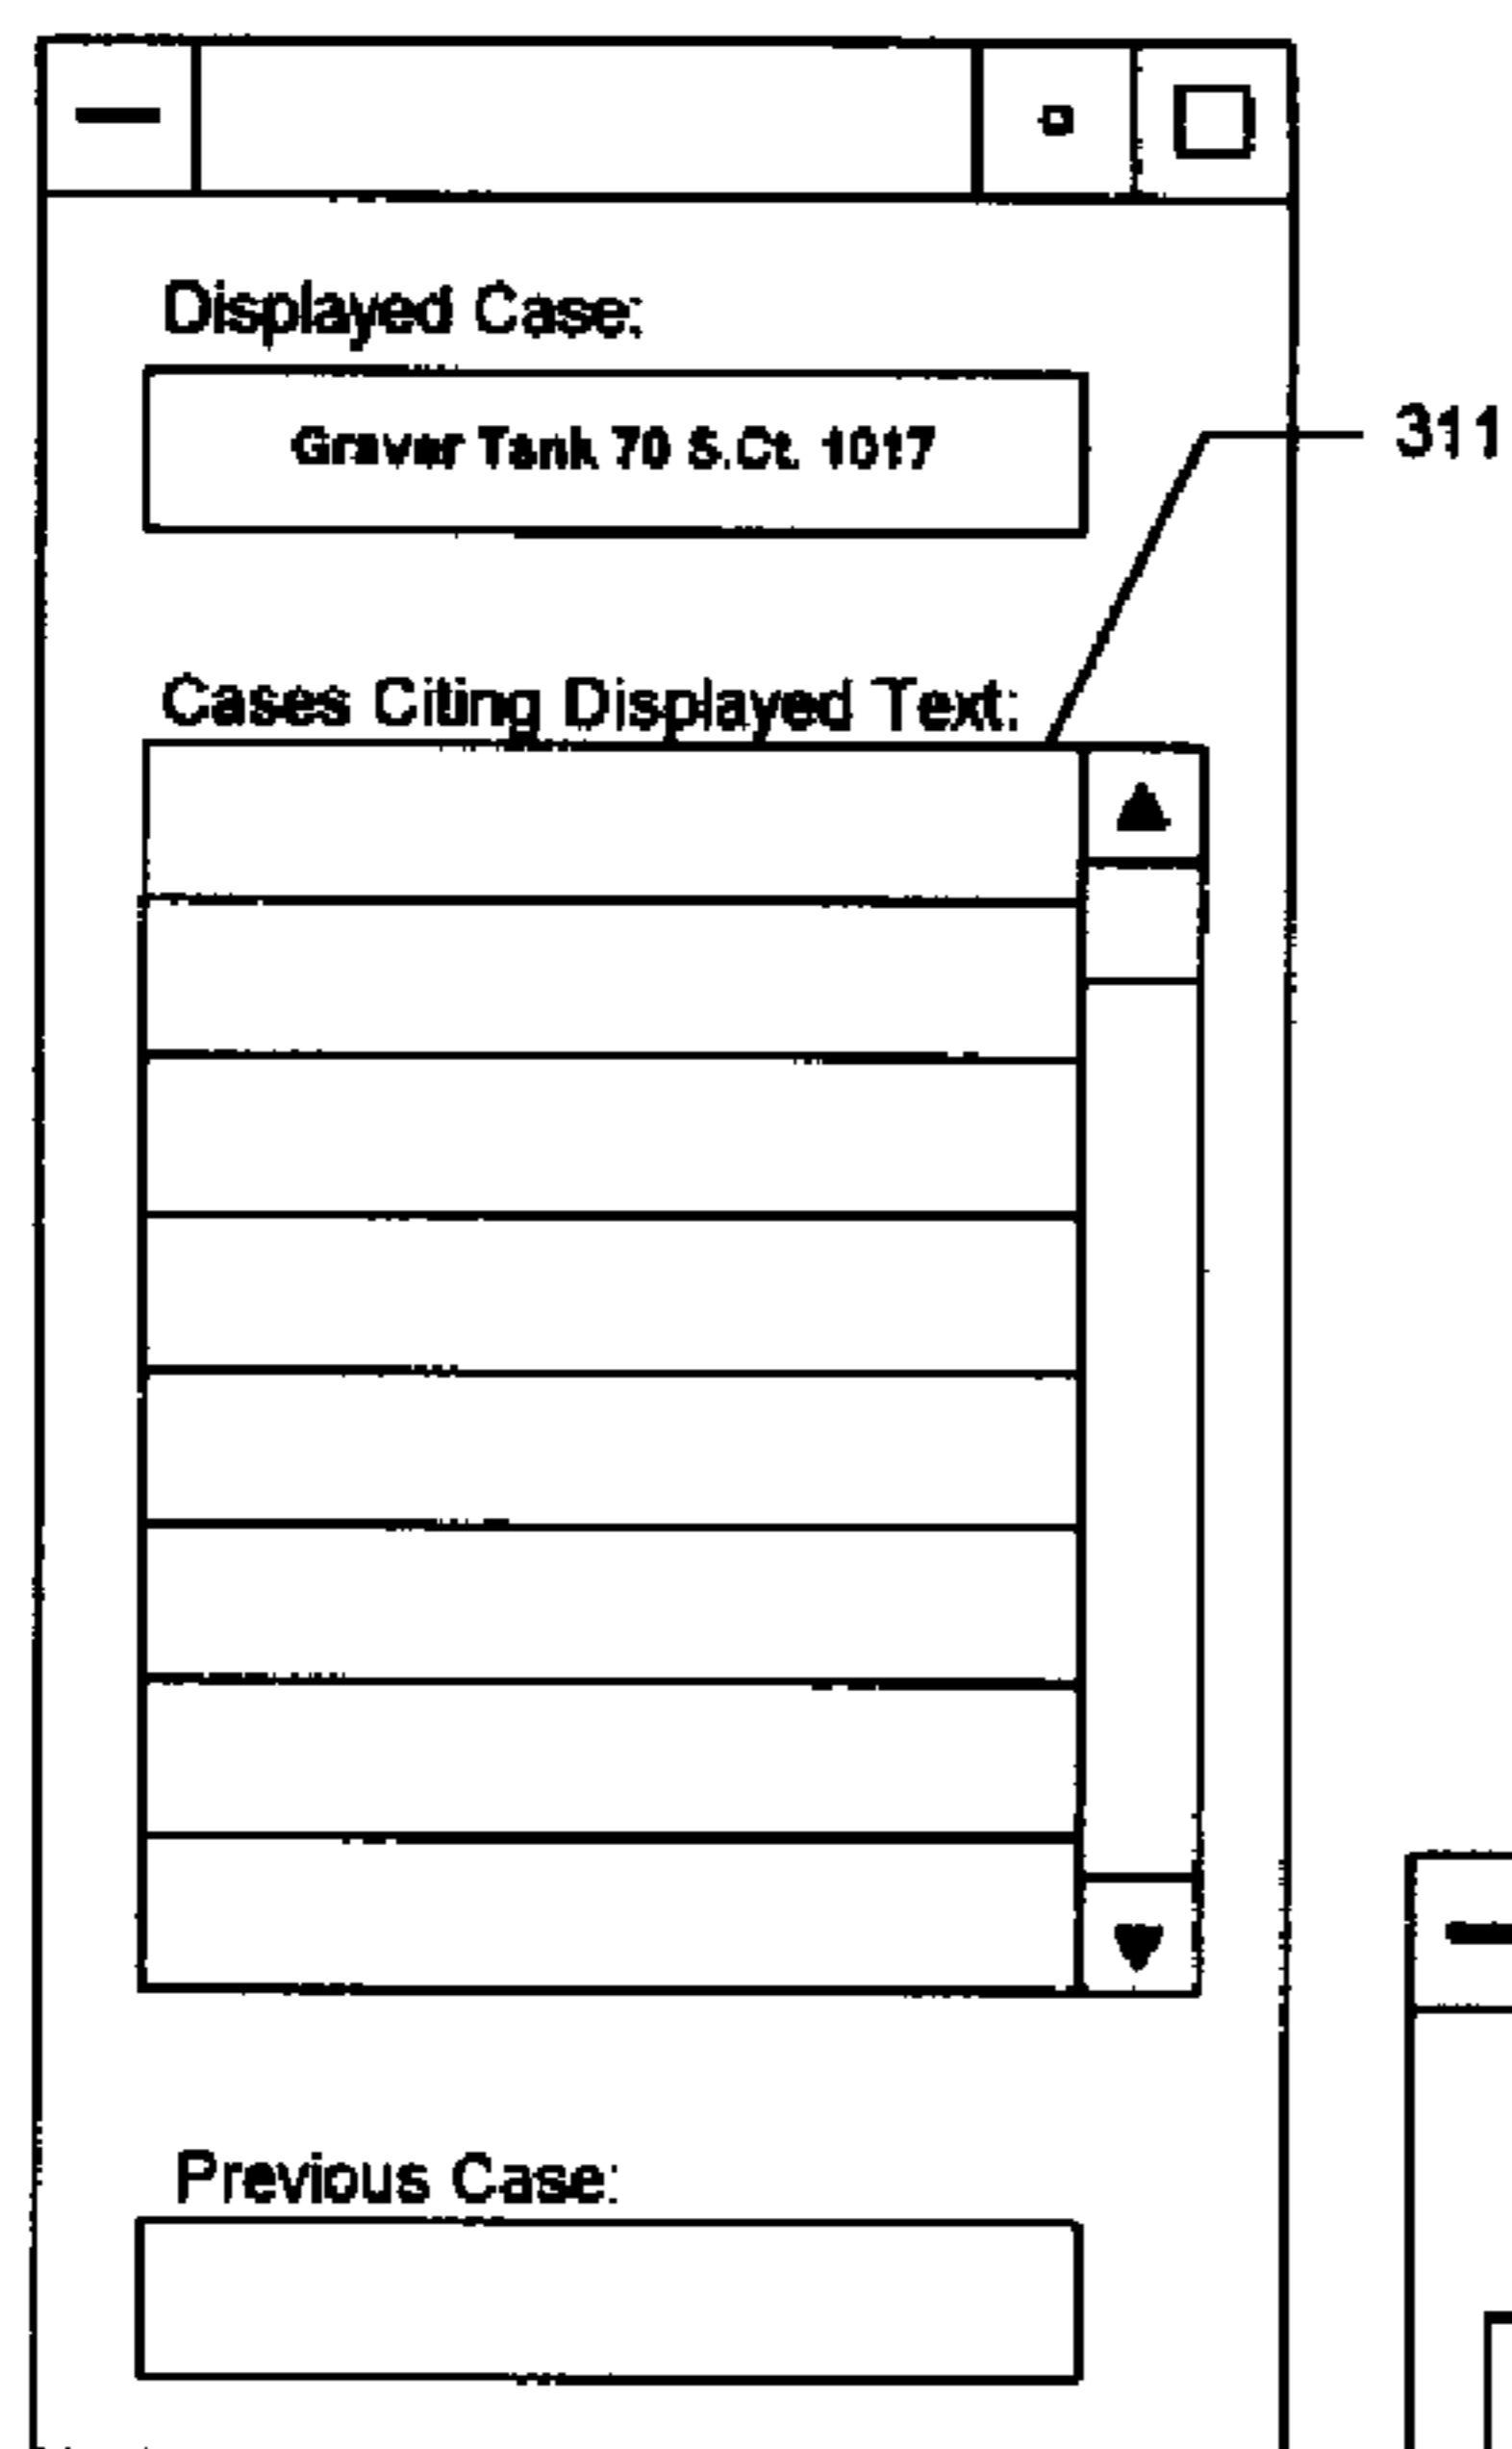 Displayed Case:
Graver Tank 70 S.Ct. 1017
311
Cases Citing Displayed Text:
Previous Case: